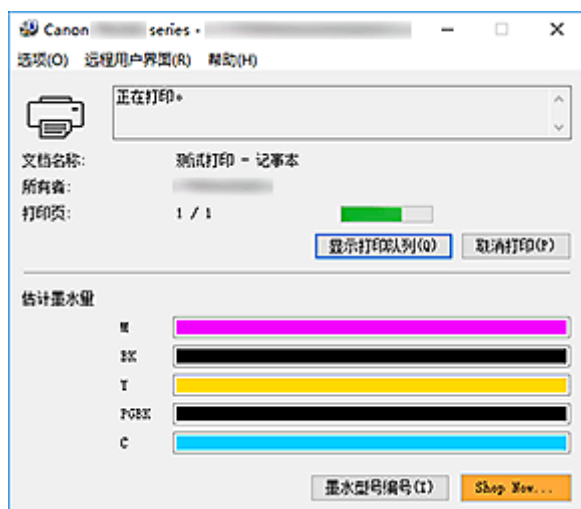 Canon series -
选项(O) 远程用户界面(R) 帮助(H)
正在打印。
文档名称: 测试打印 - 记事本
所有者:
打印页: 1 / 1
显示打印队列(Q) 取消打印(P)
估计墨水量
M
BK
Y
PGBK
C
墨水型号编号(I) Shop Now...